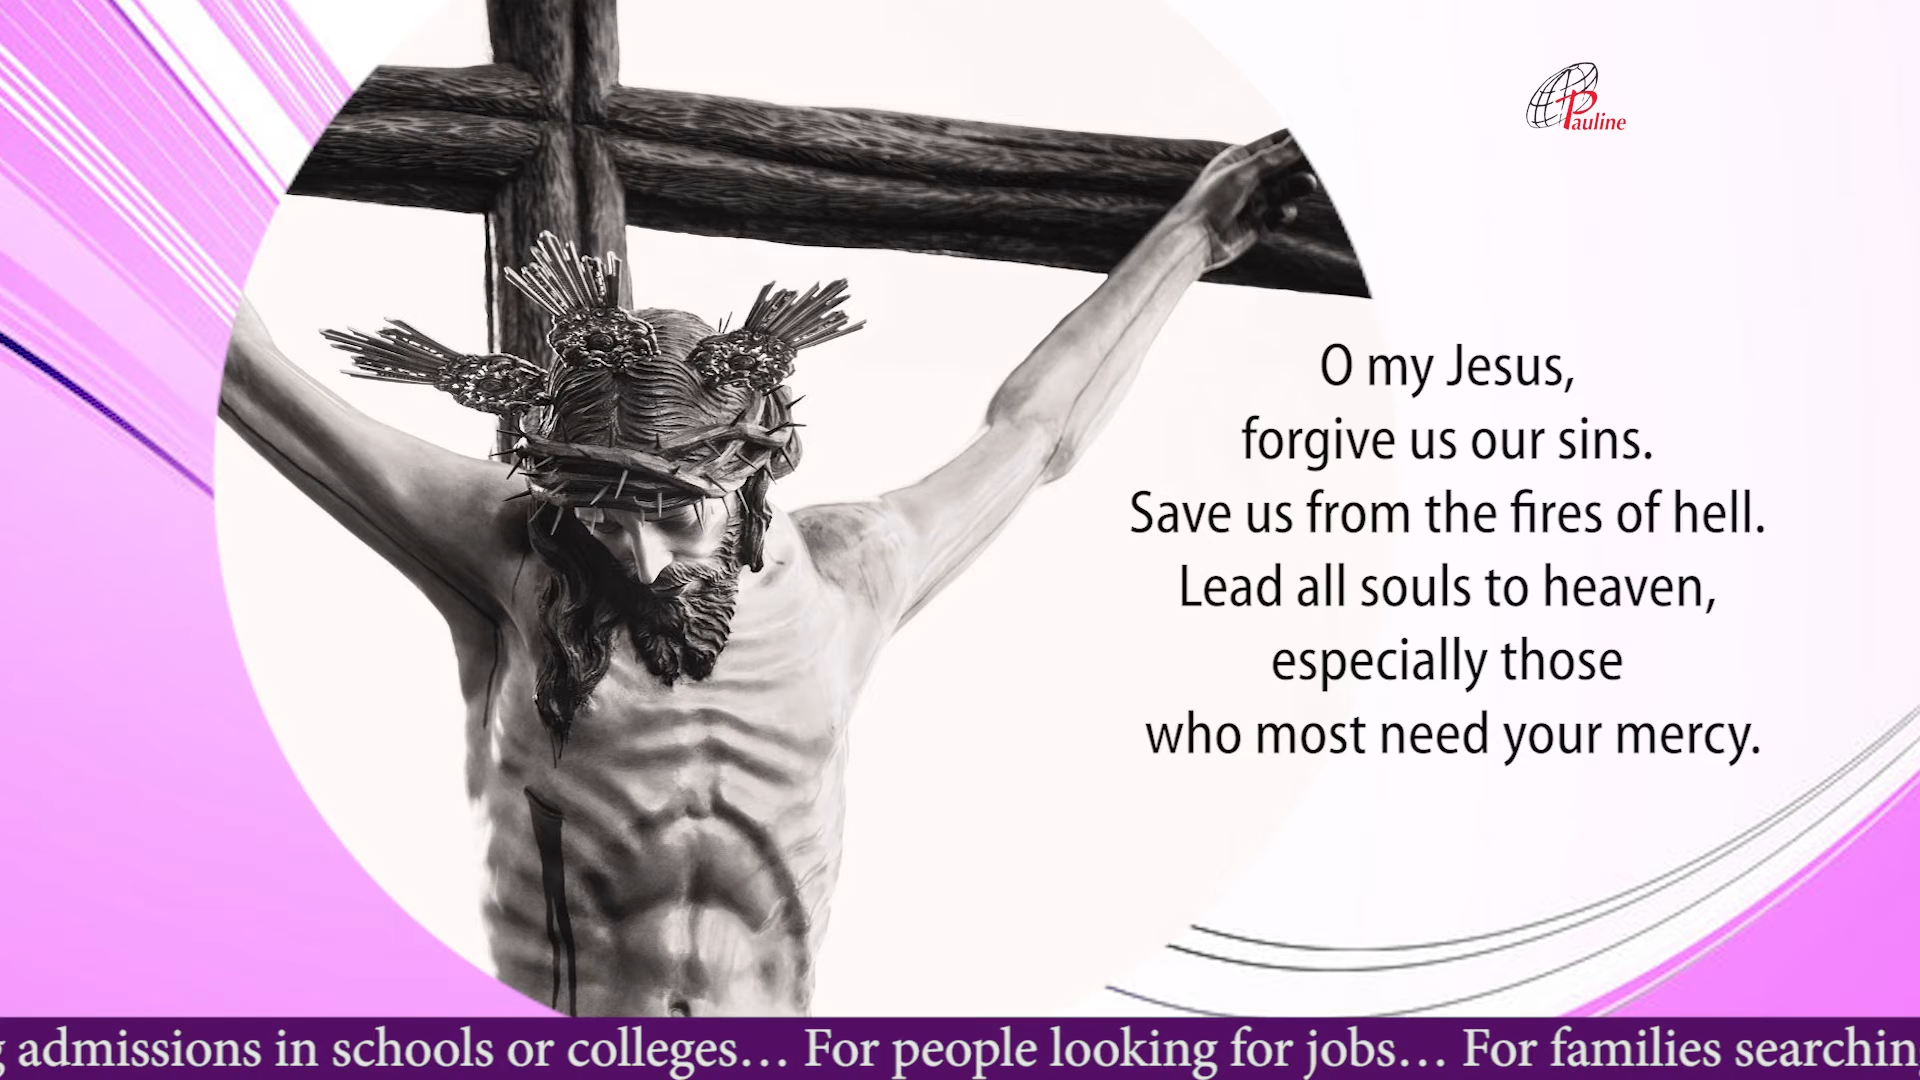 Pauline
O my Jesus,
forgive us our sins.
Save us from the fires of hell.
Lead all souls to heaven,
especially those
who most need your mercy.
admissions in schools or colleges... For people looking for jobs... For families searchin